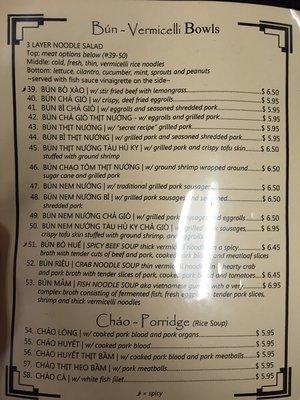 Bún - Vermicelli Bowls
3 LAYER NOODLE SALAD
Top: meat options below (#39-50)
Middle: cold, fresh, thin, vermicelli rice noodles
Bottom: lettuce, cilantro, cucumber, mint, sprouts and peanuts
~served with fish sauce vinaigrette on the side~
39. BÚN BÒ XÀO | w/ stir fried beef with lemongrass $ 6.50
40. BÚN CHẢ GIÒ | w/ crispy, deef fried eggrolls $ 6.50
41. BÚN BÌ CHẢ GIÒ | w/ eggrolls and seasoned shredded pork $ 6.50
42. BÚN CHẢ GIÒ THỊT NƯỚNG - w/ eggrolls and grilled pork $ 6.50
43. BÚN THỊT NƯỚNG | w/ "secret recipe" grilled pork $ 6.50
44. BÚN BÌ THỊT NƯỚNG | w/ grilled pork and seasoned shredded pork $ 6.50
45. BÚN THỊT NƯỚNG TÀU HỦ KY | w/ grilled pork and crispy tofu skin $ 6.50
stuffed with ground shrimp
46. BÚN CHẠO TÔM THỊT NƯỚNG | w/ ground shrimp wrapped around
sugar cane and grilled pork $ 6.50
47. BÚN NEM NƯỚNG | w/ traditional grilled pork sausages $ 6.50
48. BÚN NEM NƯỚNG BÌ | w/ grilled pork sausages and seasoned $ 6.50
shredded pork
49. BÚN NEM NƯỚNG CHẢ GIÒ | w/ grilled pork sausages and eggrolls $ 6.50
50. BÚN NEM NƯỚNG TÀU HỦ KY CHẢ GIÒ | w/ grilled pork sausages, $ 6.95
crispy tofu skin stuffed with ground shrimp, and eggrolls
51. BÚN BÒ HUẾ | SPICY BEEF SOUP thick vermicelli noodles in spicy $ 6.45
broth with tender cuts of beef and pork, cooked pork blood and meatloaf slices
52. BÚN RIÊU | CRAB NOODLE SOUP thin vermicelli noodles in hearty crab
and pork broth with tender slices of pork, cooked pork blood and tomatoes $ 6.45
53. BÚN MẮM | FISH NOODLE SOUP aka vietnamese gumbo with a very $ 6.95
complex broth consisting of fermented fish, fresh eggplant, tender pork slices,
shrimp and thick vermicelli noodles
Cháo - Porridge (Rice Soup)
54. CHÁO LÒNG | w/ cooked pork blood and pork organs $ 5.95
55. CHÁO HUYẾT | w/ cooked pork blood $ 5.95
56. CHÁO HUYẾT THỊT BẰM | w/ cooked pork blood and pork meatballs $ 5.95
57. CHÁO THỊT HEO BẰM | w/ pork meatballs $ 5.95
58. CHÁO CÁ | w/ white fish filet $ 5.95
= spicy